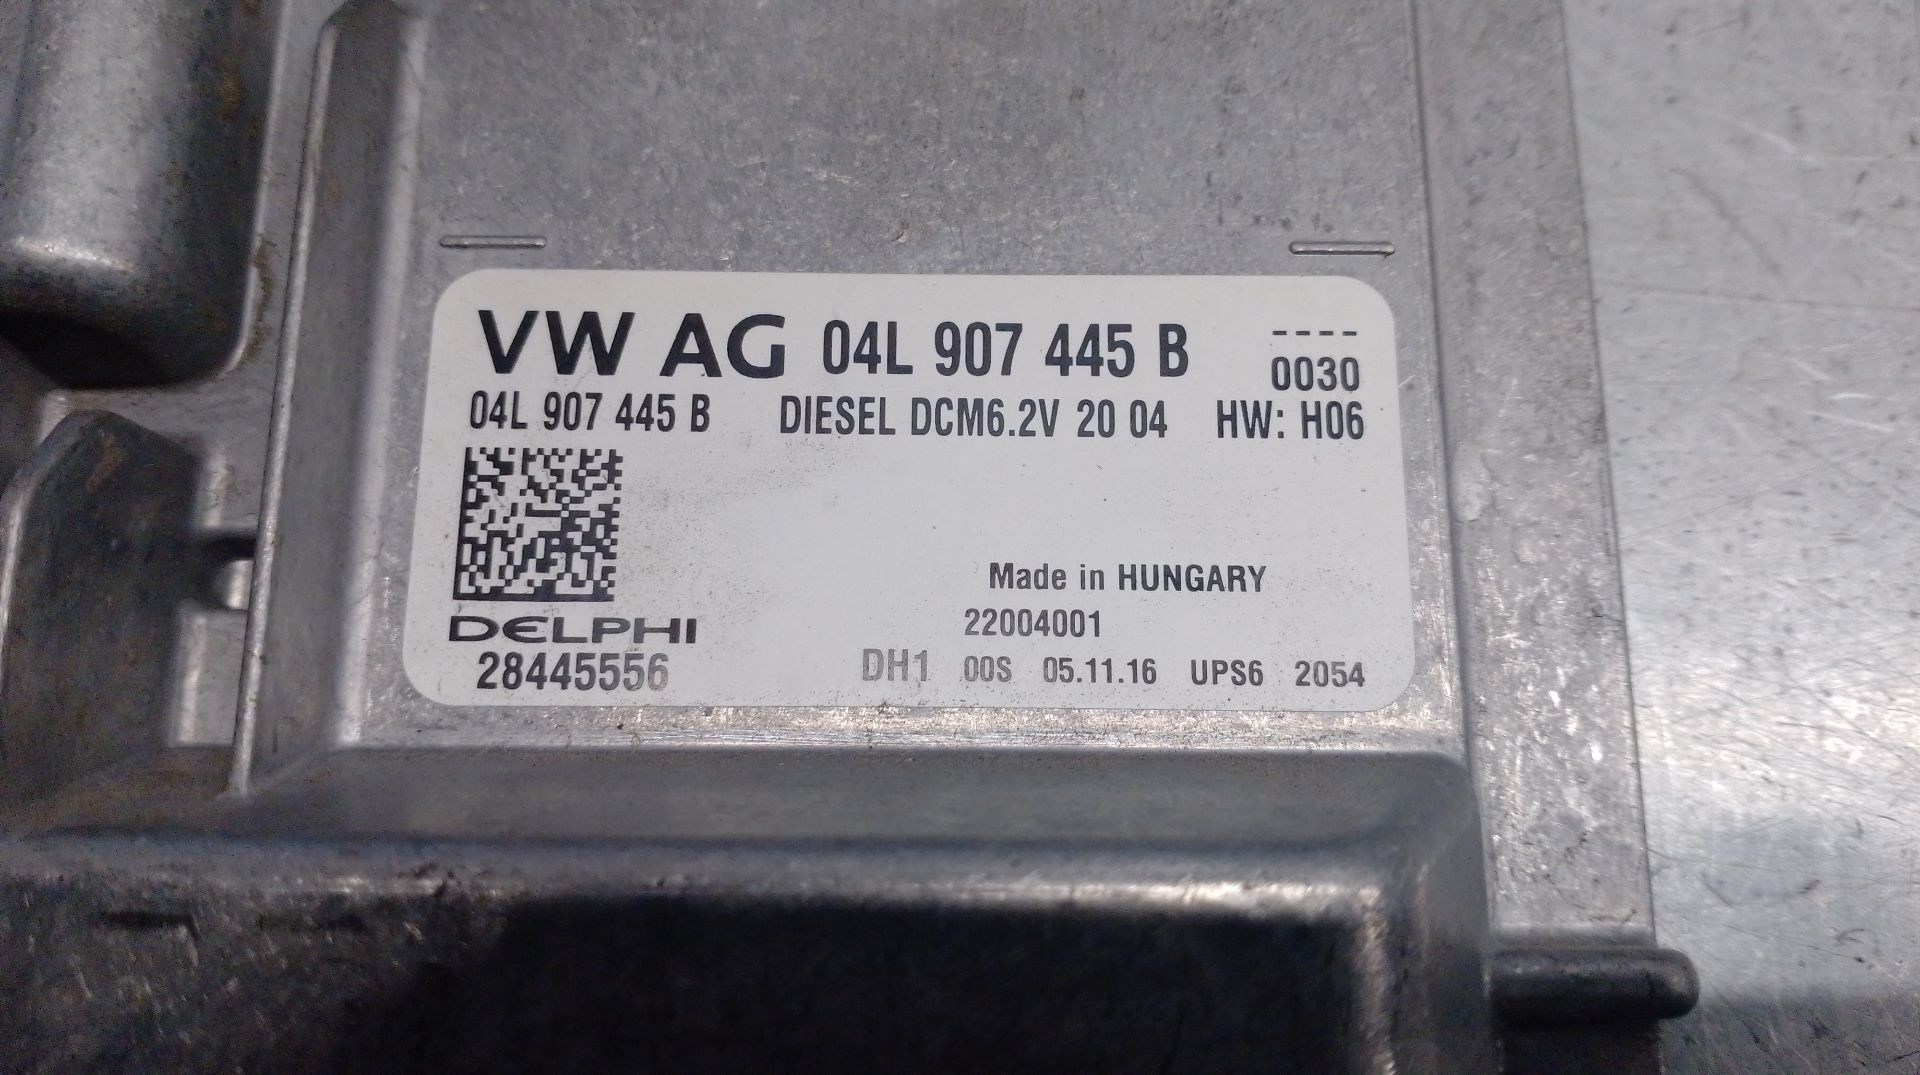 VW AG 04L 907 445 B ----
0030
04L 907 445 B DIESEL DCM6.2V 20 04 HW: H06
Made in HUNGARY
DELPHI 22004001
28445556 DH1 00S 05.11.16 UPS6 2054